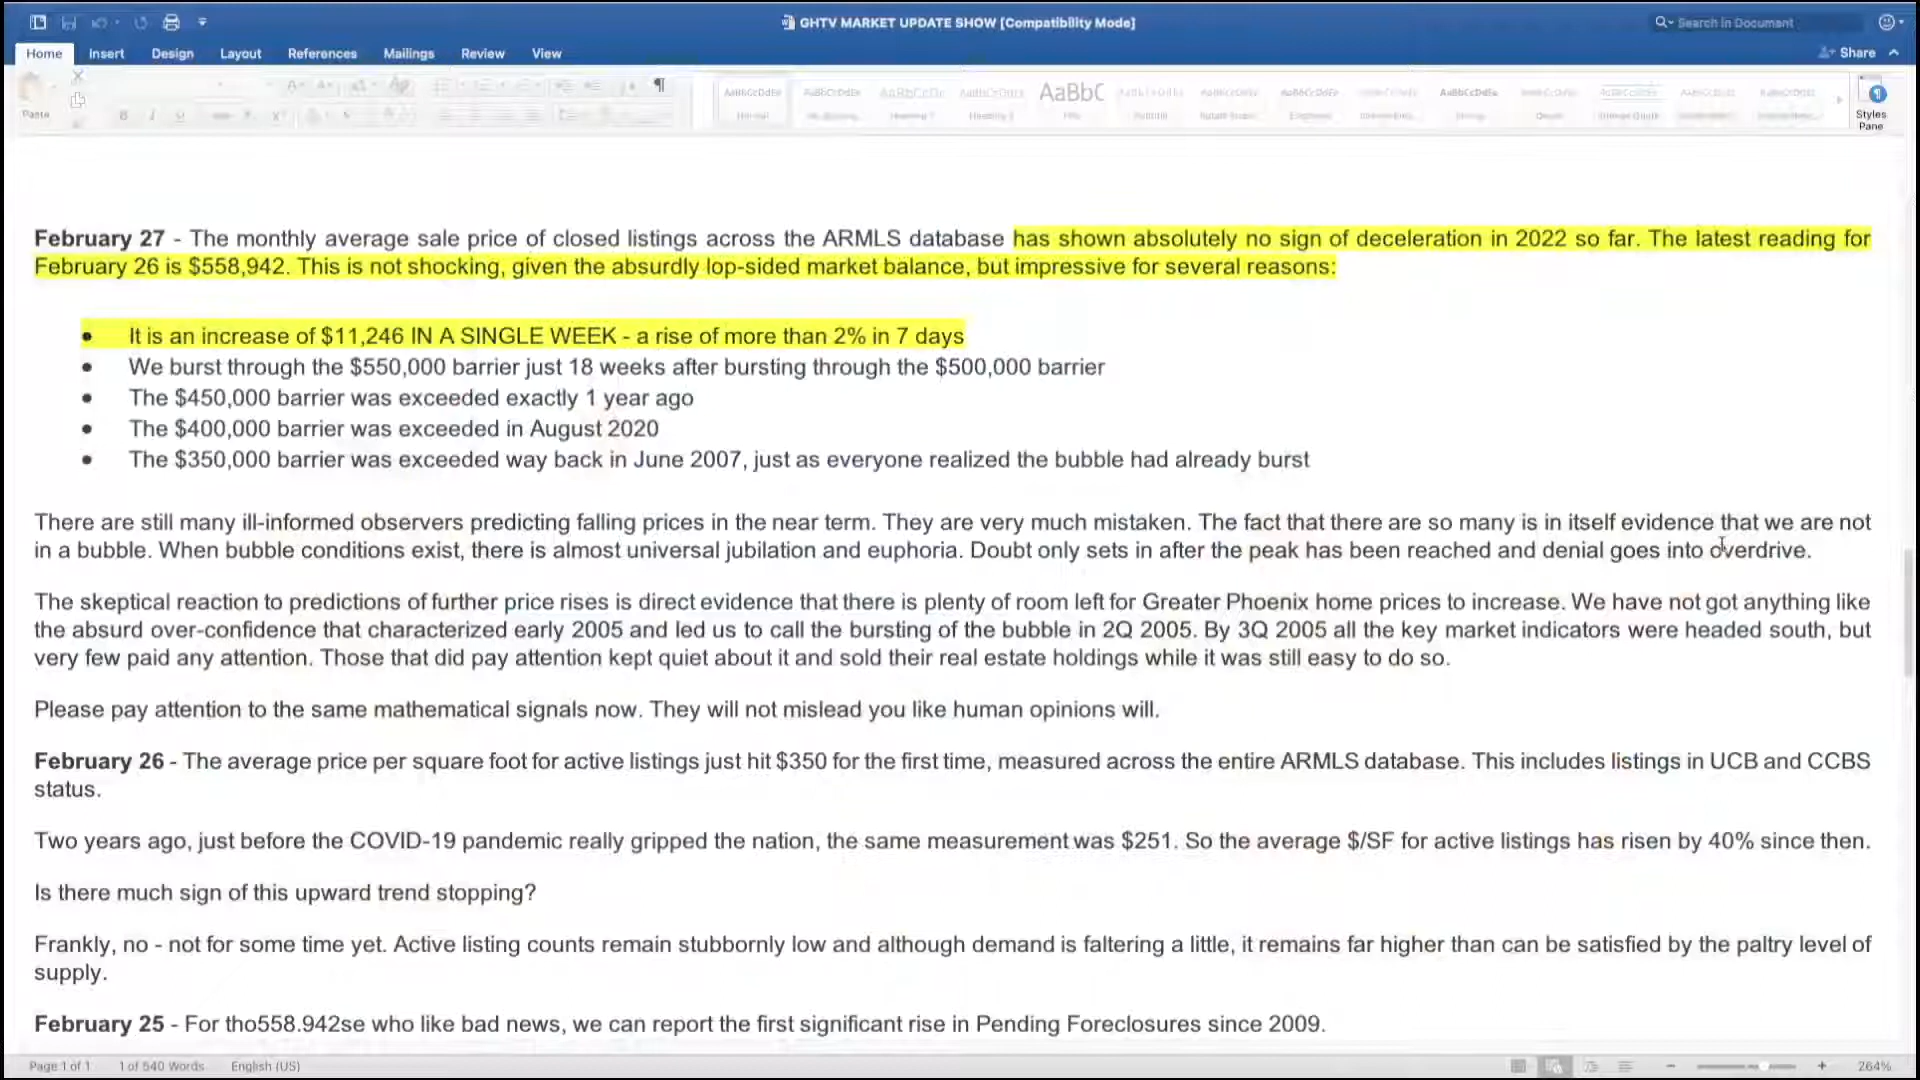 GHTV MARKET UPDATE SHOW [Compatibility Mode]
Search in Document
Home Insert Design Layout References Mailings Review View
Share
Paste
Styles Pane
February 27 - The monthly average sale price of closed listings across the ARMLS database has shown absolutely no sign of deceleration in 2022 so far. The latest reading for
February 26 is $558,942. This is not shocking, given the absurdly lop-sided market balance, but impressive for several reasons:
• It is an increase of $11,246 IN A SINGLE WEEK - a rise of more than 2% in 7 days
• We burst through the $550,000 barrier just 18 weeks after bursting through the $500,000 barrier
• The $450,000 barrier was exceeded exactly 1 year ago
• The $400,000 barrier was exceeded in August 2020
• The $350,000 barrier was exceeded way back in June 2007, just as everyone realized the bubble had already burst
There are still many ill-informed observers predicting falling prices in the near term. They are very much mistaken. The fact that there are so many is in itself evidence that we are not
in a bubble. When bubble conditions exist, there is almost universal jubilation and euphoria. Doubt only sets in after the peak has been reached and denial goes into overdrive.
The skeptical reaction to predictions of further price rises is direct evidence that there is plenty of room left for Greater Phoenix home prices to increase. We have not got anything like
the absurd over-confidence that characterized early 2005 and led us to call the bursting of the bubble in 2Q 2005. By 3Q 2005 all the key market indicators were headed south, but
very few paid any attention. Those that did pay attention kept quiet about it and sold their real estate holdings while it was still easy to do so.
Please pay attention to the same mathematical signals now. They will not mislead you like human opinions will.
February 26 - The average price per square foot for active listings just hit $350 for the first time, measured across the entire ARMLS database. This includes listings in UCB and CCBS
status.
Two years ago, just before the COVID-19 pandemic really gripped the nation, the same measurement was $251. So the average $/SF for active listings has risen by 40% since then.
Is there much sign of this upward trend stopping?
Frankly, no - not for some time yet. Active listing counts remain stubbornly low and although demand is faltering a little, it remains far higher than can be satisfied by the paltry level of
supply.
February 25 - For tho558.942se who like bad news, we can report the first significant rise in Pending Foreclosures since 2009.
Page 1 of 1 1 of 540 Words English (US) 264%